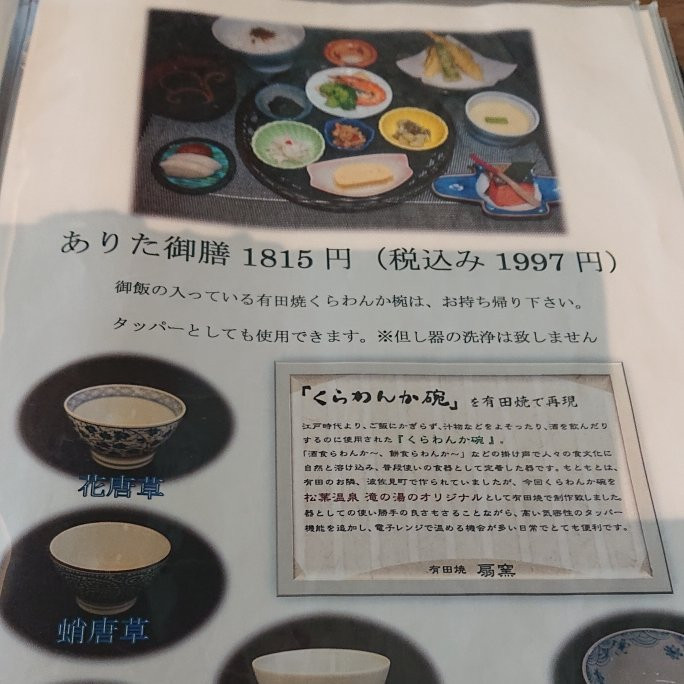 ありた御膳 1815 円（税込み 1997 円）
御飯の入っている有田焼くらわんか椀は、お持ち帰り下さい。
タッパーとしても使用できます。※但し器の洗浄は致しません
花唐草
蛸唐草
「くらわんか碗」を有田焼で再現
江戸時代より、ご飯にかぎらず、汁物などをよそったり、酒を飲んだり
するのに使用された『くらわんか碗』。
「酒食らわんか〜、餅食らわんか〜」などの掛け声で人々の食文化に
自然と溶け込み、普段使いの食器として定着した器です。もともとは、
有田のお隣、波佐見町で作られていましたが、今回くらわんか碗を
松葉温泉 滝の湯のオリジナルとして有田焼で制作致しました。
器としての使い勝手の良さもさることながら、高い気密性のタッパー
機能を追加し、電子レンジで温める機会が多い日常でとても便利です。
有田焼 扇窯